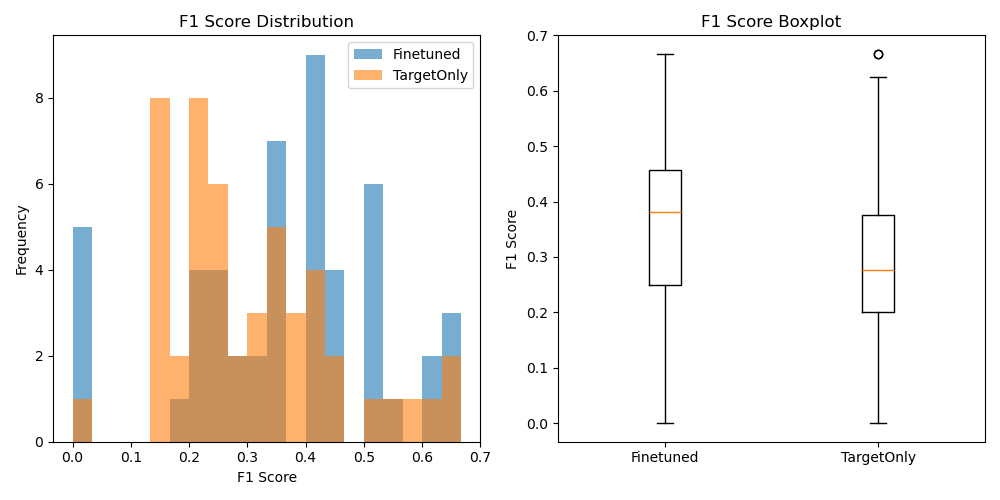 F1 Score Distribution
Finetuned
TargetOnly
Frequency
8
6
4
2
0
0.0 0.1 0.2 0.3 0.4 0.5 0.6 0.7
F1 Score
F1 Score Boxplot
F1 Score
0.7
0.6
0.5
0.4
0.3
0.2
0.1
0.0
Finetuned TargetOnly